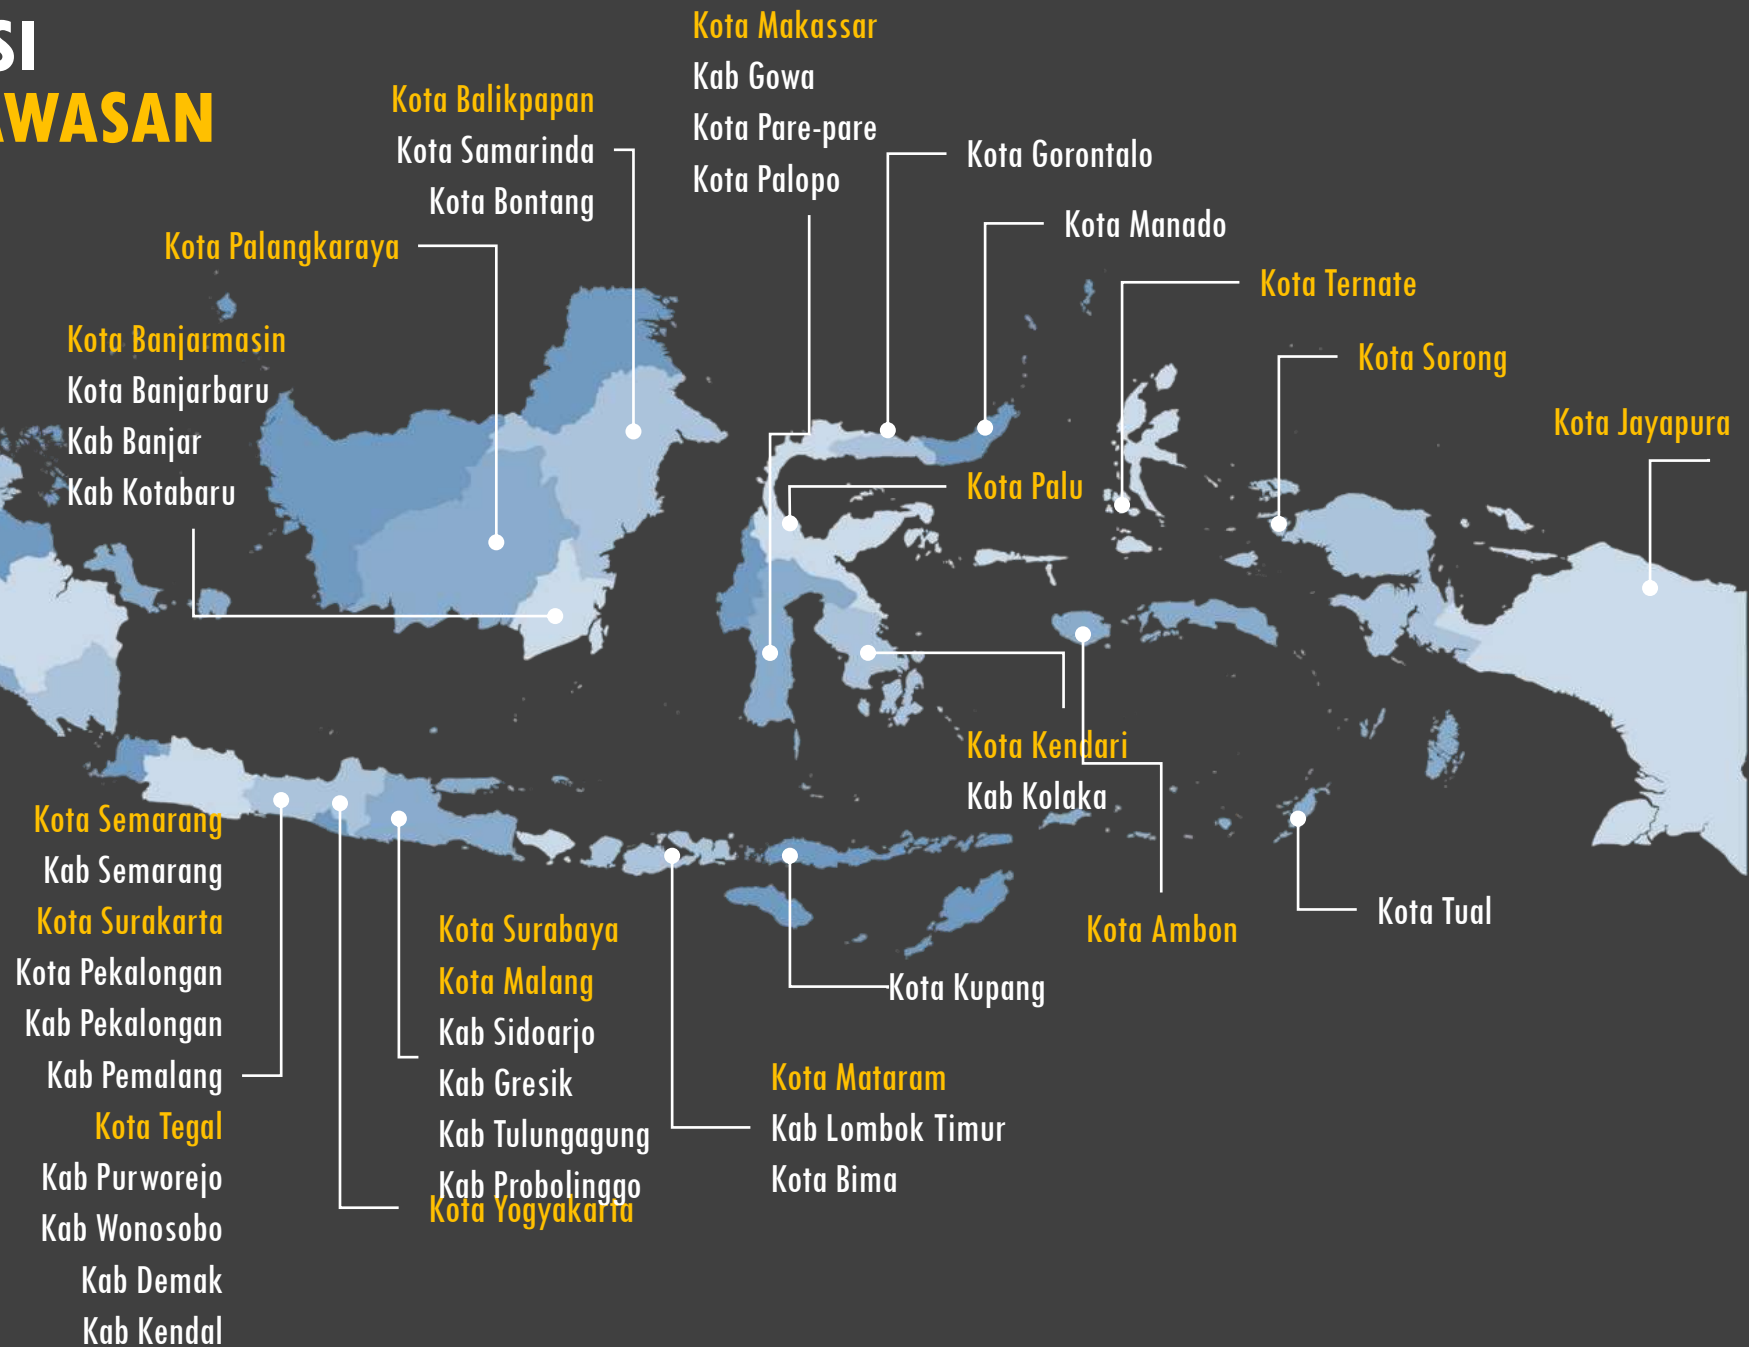 SI
AWASAN
Kota Makassar
Kab Gowa
Kota Pare-pare
Kota Palopo
Kota Balikpapan
Kota Samarinda
Kota Bontang
Kota Gorontalo
Kota Manado
Kota Palangkaraya
Kota Ternate
Kota Banjarmasin
Kota Banjarbaru
Kab Banjar
Kab Kotabaru
Kota Sorong
Kota Jayapura
Kota Palu
Kota Kendari
Kab Kolaka
Kota Semarang
Kab Semarang
Kota Surakarta
Kota Pekalongan
Kab Pekalongan
Kab Pemalang
Kota Tegal
Kab Purworejo
Kab Wonosobo
Kab Demak
Kab Kendal
Kota Surabaya
Kota Malang
Kab Sidoarjo
Kab Gresik
Kab Tulungagung
Kab Probolinggo
Kota Yogyakarta
Kota Ambon
Kota Tual
Kota Kupang
Kota Mataram
Kab Lombok Timur
Kota Bima